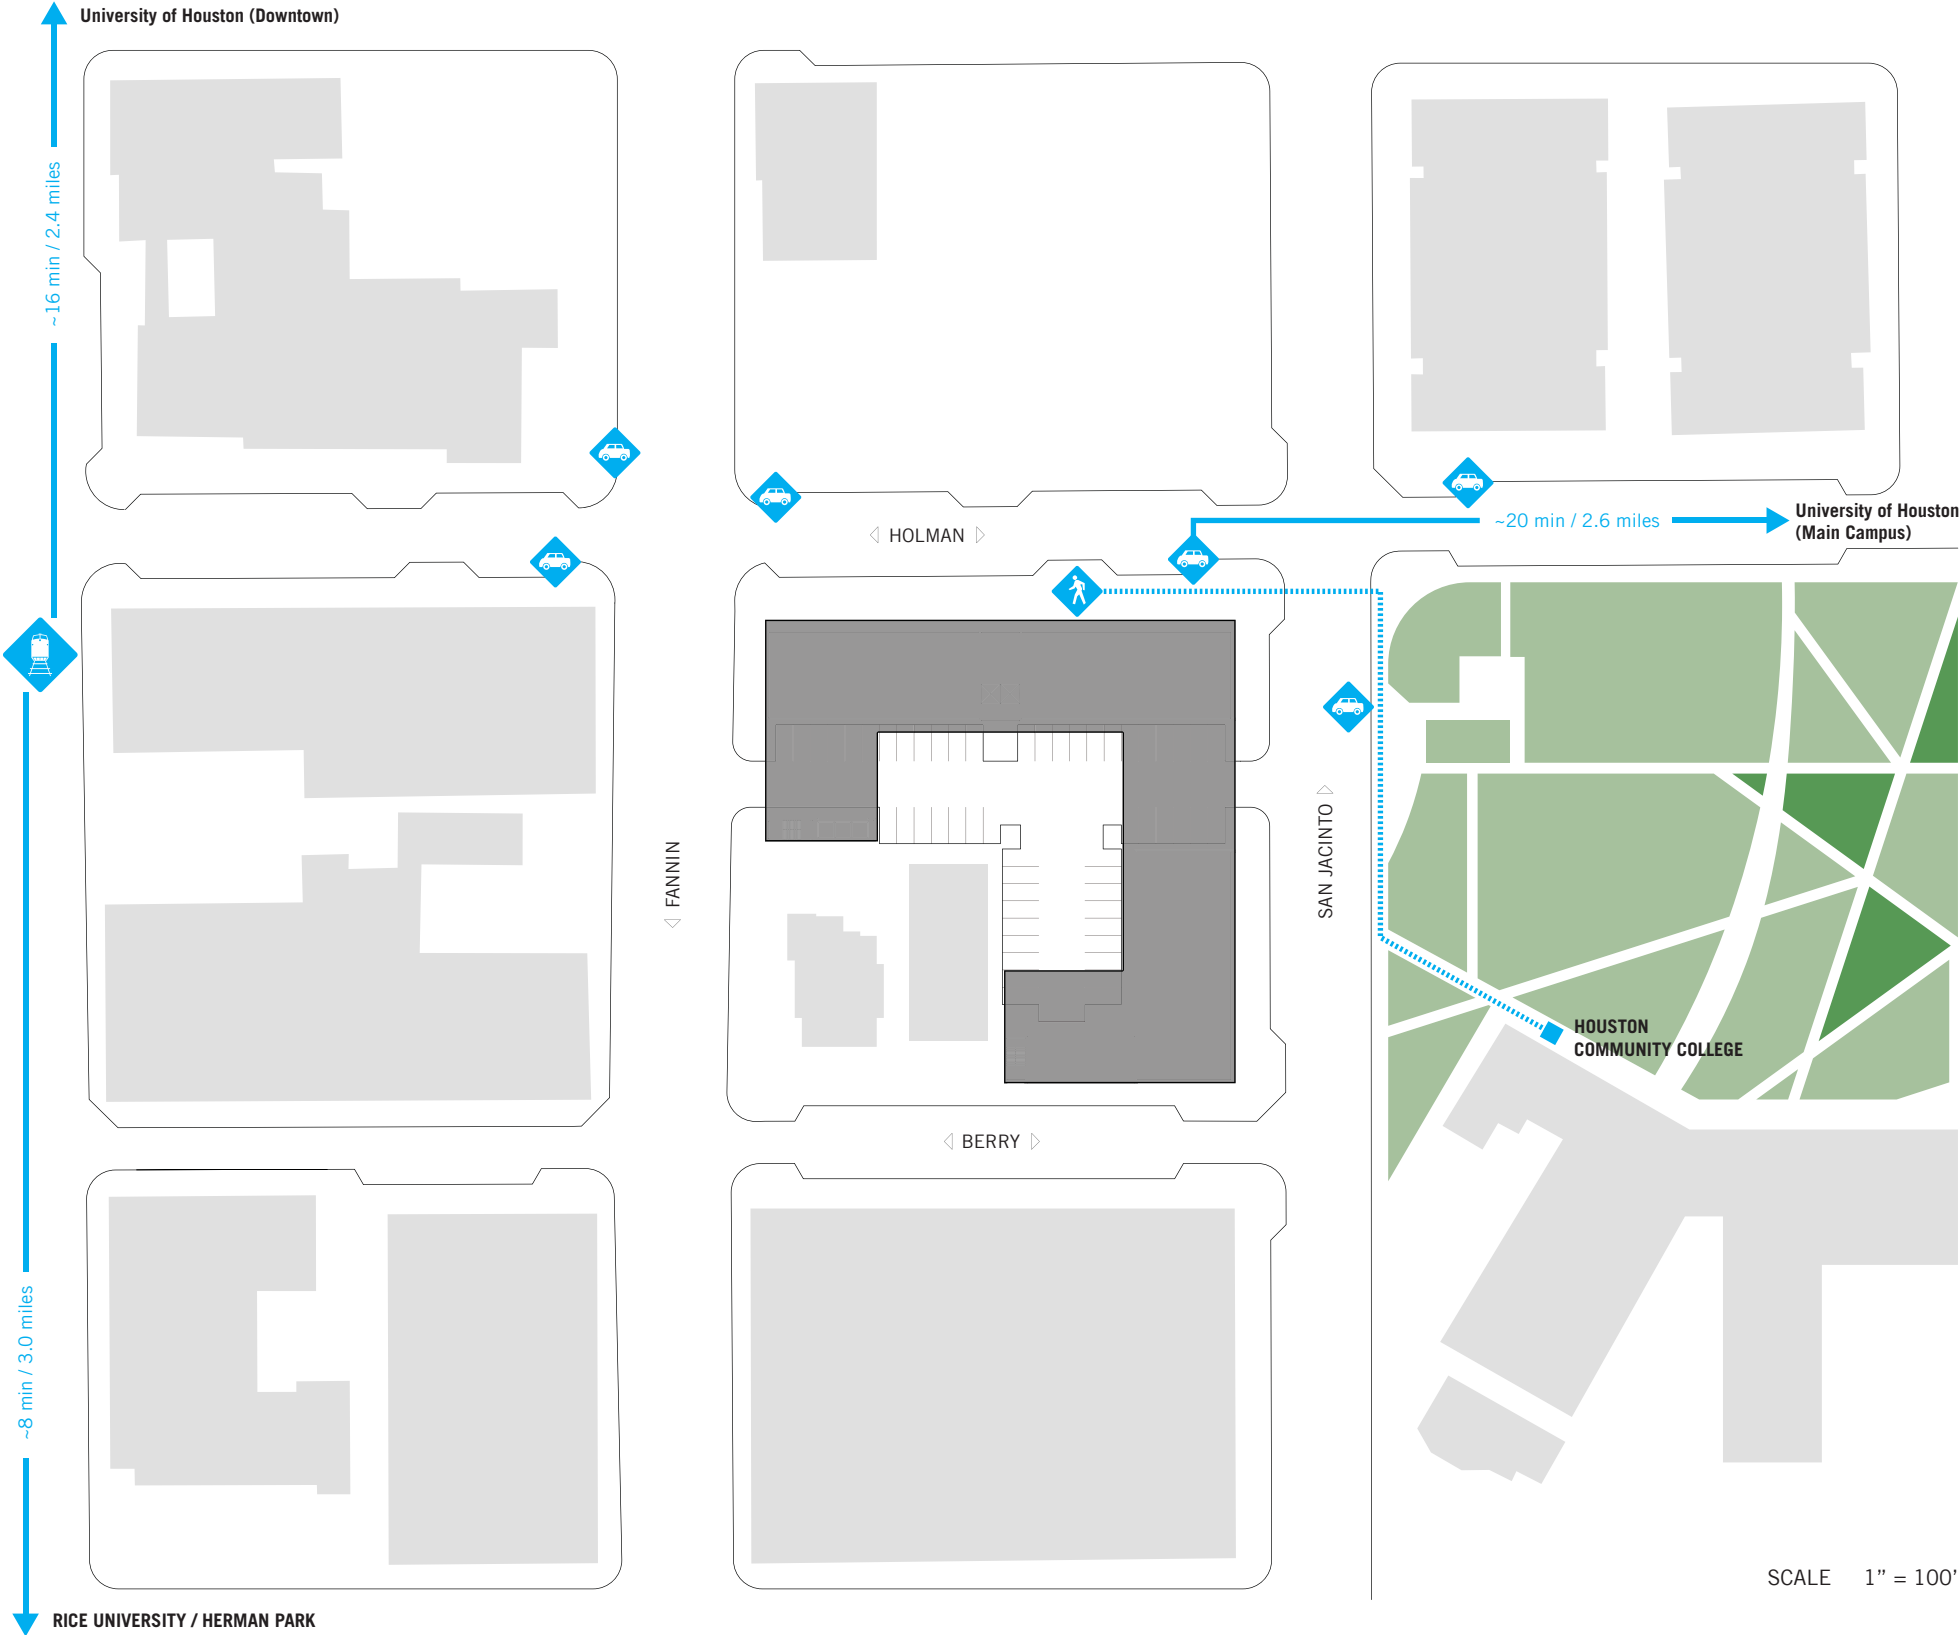 University of Houston (Downtown)
~16 min / 2.4 miles
HOLMAN
~20 min / 2.6 miles
University of Houston
(Main Campus)
FANNIN
SAN JACINTO
HOUSTON
COMMUNITY COLLEGE
BERRY
~8 min / 3.0 miles
SCALE 1” = 100’
RICE UNIVERSITY / HERMAN PARK